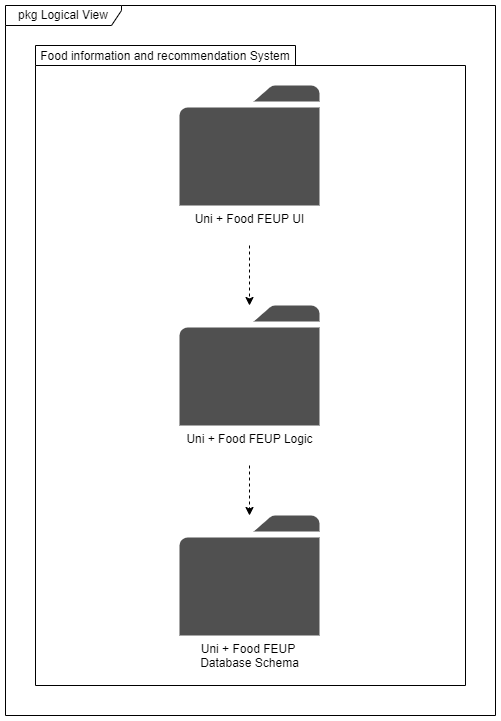 pkg Logical View
Food information and recommendation System
Uni + Food FEUP UI
Uni + Food FEUP Logic
Uni + Food FEUP
Database Schema